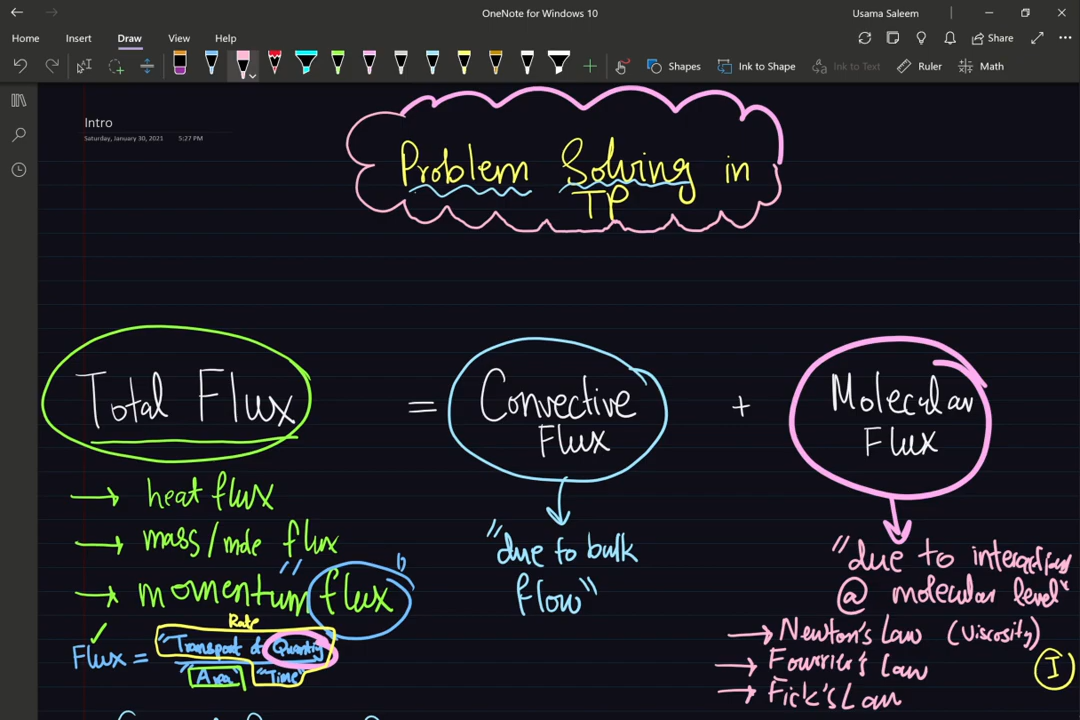 OneNote for Windows 10
Usama Saleem
Home Insert Draw View Help
Share
Shapes Ink to Shape Ink to Text Ruler Math
Intro
Saturday, January 30, 2021 5:27 PM
Problem Solving in
TP
Total Flux = Convective Flux + Molecular Flux
→ heat flux
→ mass/mole flux
→ momentum "flux"
Rate
Flux = "Transport of Quantity"
"Area" "Time"
"due to bulk
flow"
"due to
@ molecular level"
→ Newton's Law (Viscosity)
→ Fourrier's Law
→ Fick's Law
I